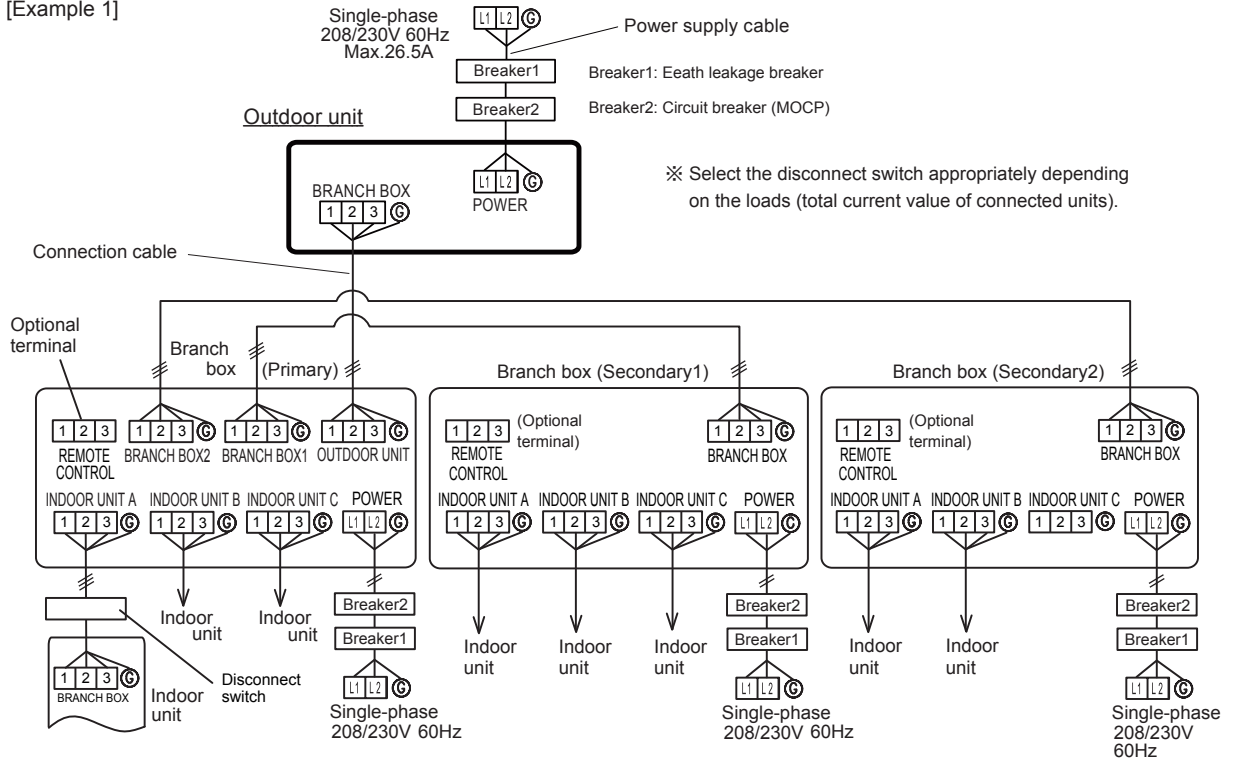 [Example 1]
Single-phase
208/230V 60Hz
Max.26.5A
L1 L2 G
Power supply cable
Breaker1
Breaker1: Eeath leakage breaker
Breaker2
Breaker2: Circuit breaker (MOCP)
Outdoor unit
BRANCH BOX
1 2 3 G
L1 L2 G
POWER
※ Select the disconnect switch appropriately depending
on the loads (total current value of connected units).
Connection cable
Optional
terminal
Branch
box (Primary)
1 2 3
REMOTE
CONTROL
1 2 3 G
BRANCH BOX2
1 2 3 G
BRANCH BOX1
1 2 3 G
OUTDOOR UNIT
INDOOR UNIT A INDOOR UNIT B INDOOR UNIT C POWER
1 2 3 G 1 2 3 G 1 2 3 G L1 L2 G
Indoor
unit
Indoor
unit
Breaker2
Breaker1
L1 L2 G
Single-phase
208/230V 60Hz
Disconnect
switch
1 2 3 G
BRANCH BOX
Indoor
unit
Branch box (Secondary1)
1 2 3
(Optional
terminal)
REMOTE
CONTROL
1 2 3 G
BRANCH BOX
INDOOR UNIT A INDOOR UNIT B INDOOR UNIT C POWER
1 2 3 G 1 2 3 G 1 2 3 G L1 L2 C
Indoor
unit
Indoor
unit
Indoor
unit
Breaker2
Breaker1
L1 L2 G
Single-phase
208/230V 60Hz
Branch box (Secondary2)
1 2 3
(Optional
terminal)
REMOTE
CONTROL
1 2 3 G
BRANCH BOX
INDOOR UNIT A INDOOR UNIT B INDOOR UNIT C POWER
1 2 3 G 1 2 3 G 1 2 3 G L1 L2 G
Indoor
unit
Indoor
unit
Breaker2
Breaker1
L1 L2 G
Single-phase
208/230V
60Hz